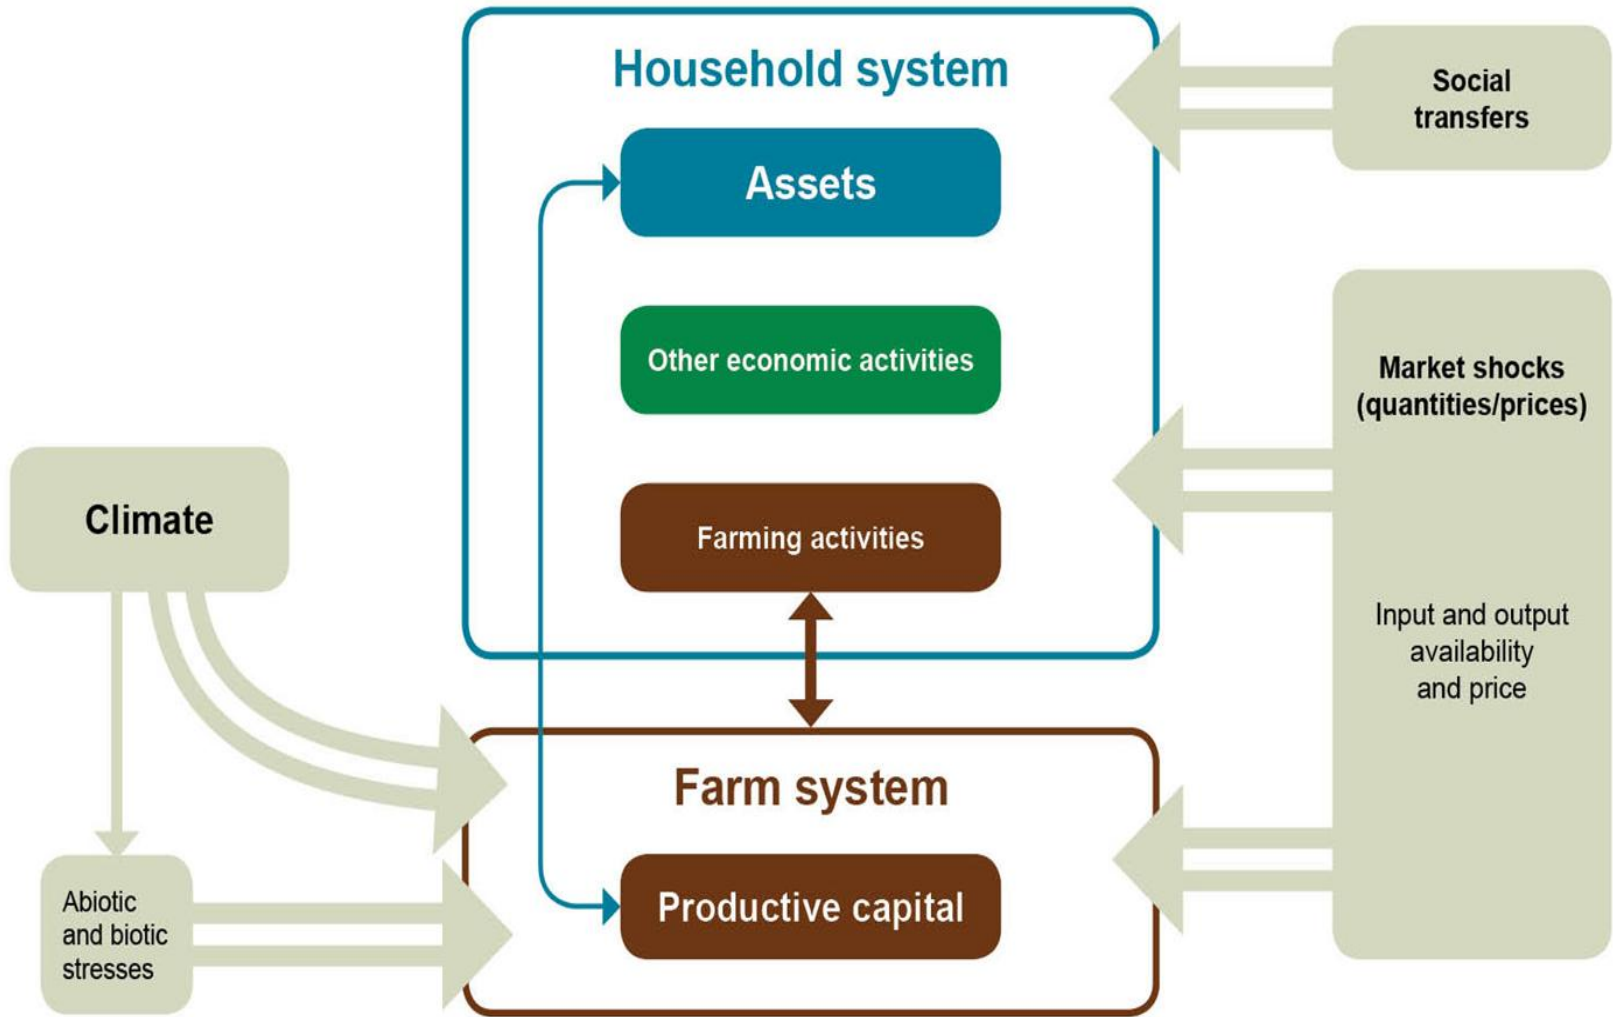 Household system
Assets
Other economic activities
Farming activities
Social
transfers
Market shocks
(quantities/prices)
Input and output
availability
and price
Climate
Abiotic
and biotic
stresses
Farm system
Productive capital